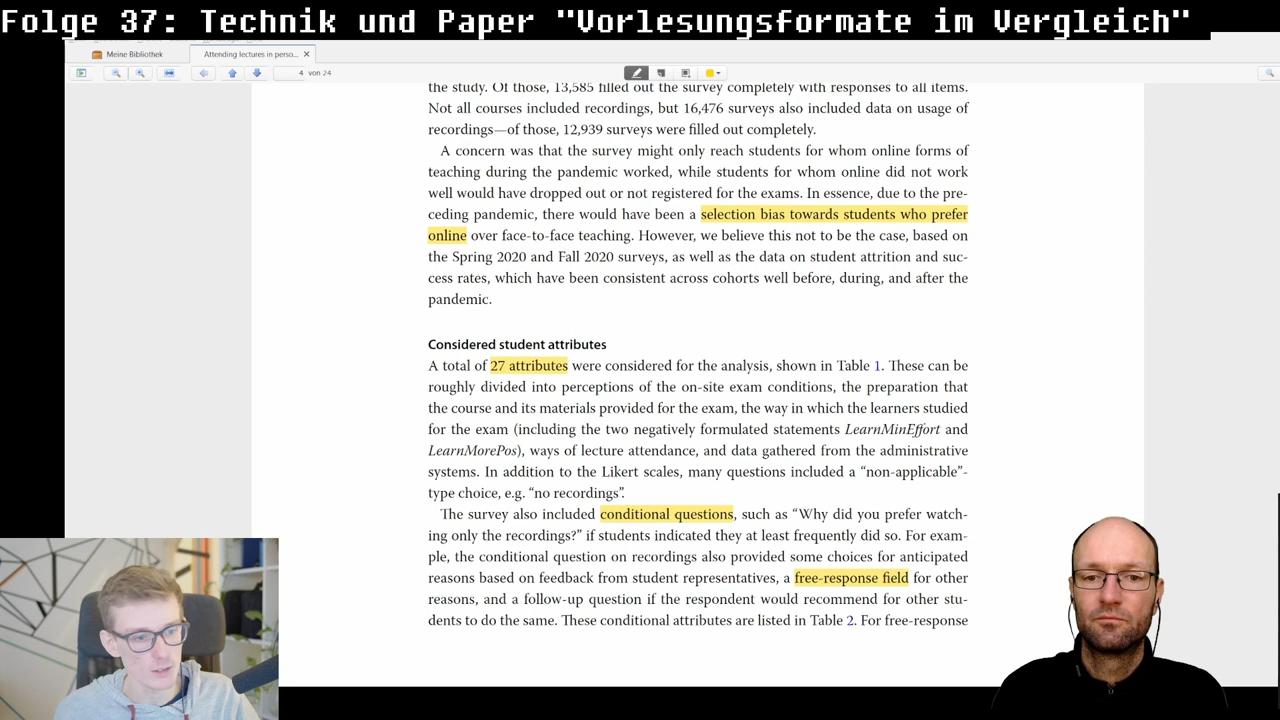 Folge 37: Technik und Paper "Vorlesungsformate im Vergleich"
Meine Bibliothek
Attending lectures in perso...
4 von 24
the study. Of those, 13,585 filled out the survey completely with responses to all items.
Not all courses included recordings, but 16,476 surveys also included data on usage of
recordings—of those, 12,939 surveys were filled out completely.
A concern was that the survey might only reach students for whom online forms of
teaching during the pandemic worked, while students for whom online did not work
well would have dropped out or not registered for the exams. In essence, due to the pre-
ceding pandemic, there would have been a selection bias towards students who prefer
online over face-to-face teaching. However, we believe this not to be the case, based on
the Spring 2020 and Fall 2020 surveys, as well as the data on student attrition and suc-
cess rates, which have been consistent across cohorts well before, during, and after the
pandemic.
Considered student attributes
A total of 27 attributes were considered for the analysis, shown in Table 1. These can be
roughly divided into perceptions of the on-site exam conditions, the preparation that
the course and its materials provided for the exam, the way in which the learners studied
for the exam (including the two negatively formulated statements LearnMinEffort and
LearnMorePos), ways of lecture attendance, and data gathered from the administrative
systems. In addition to the Likert scales, many questions included a “non-applicable”-
type choice, e.g. “no recordings”.
The survey also included conditional questions, such as “Why did you prefer watch-
ing only the recordings?” if students indicated they at least frequently did so. For exam-
ple, the conditional question on recordings also provided some choices for anticipated
reasons based on feedback from student representatives, a free-response field for other
reasons, and a follow-up question if the respondent would recommend for other stu-
dents to do the same. These conditional attributes are listed in Table 2. For free-response